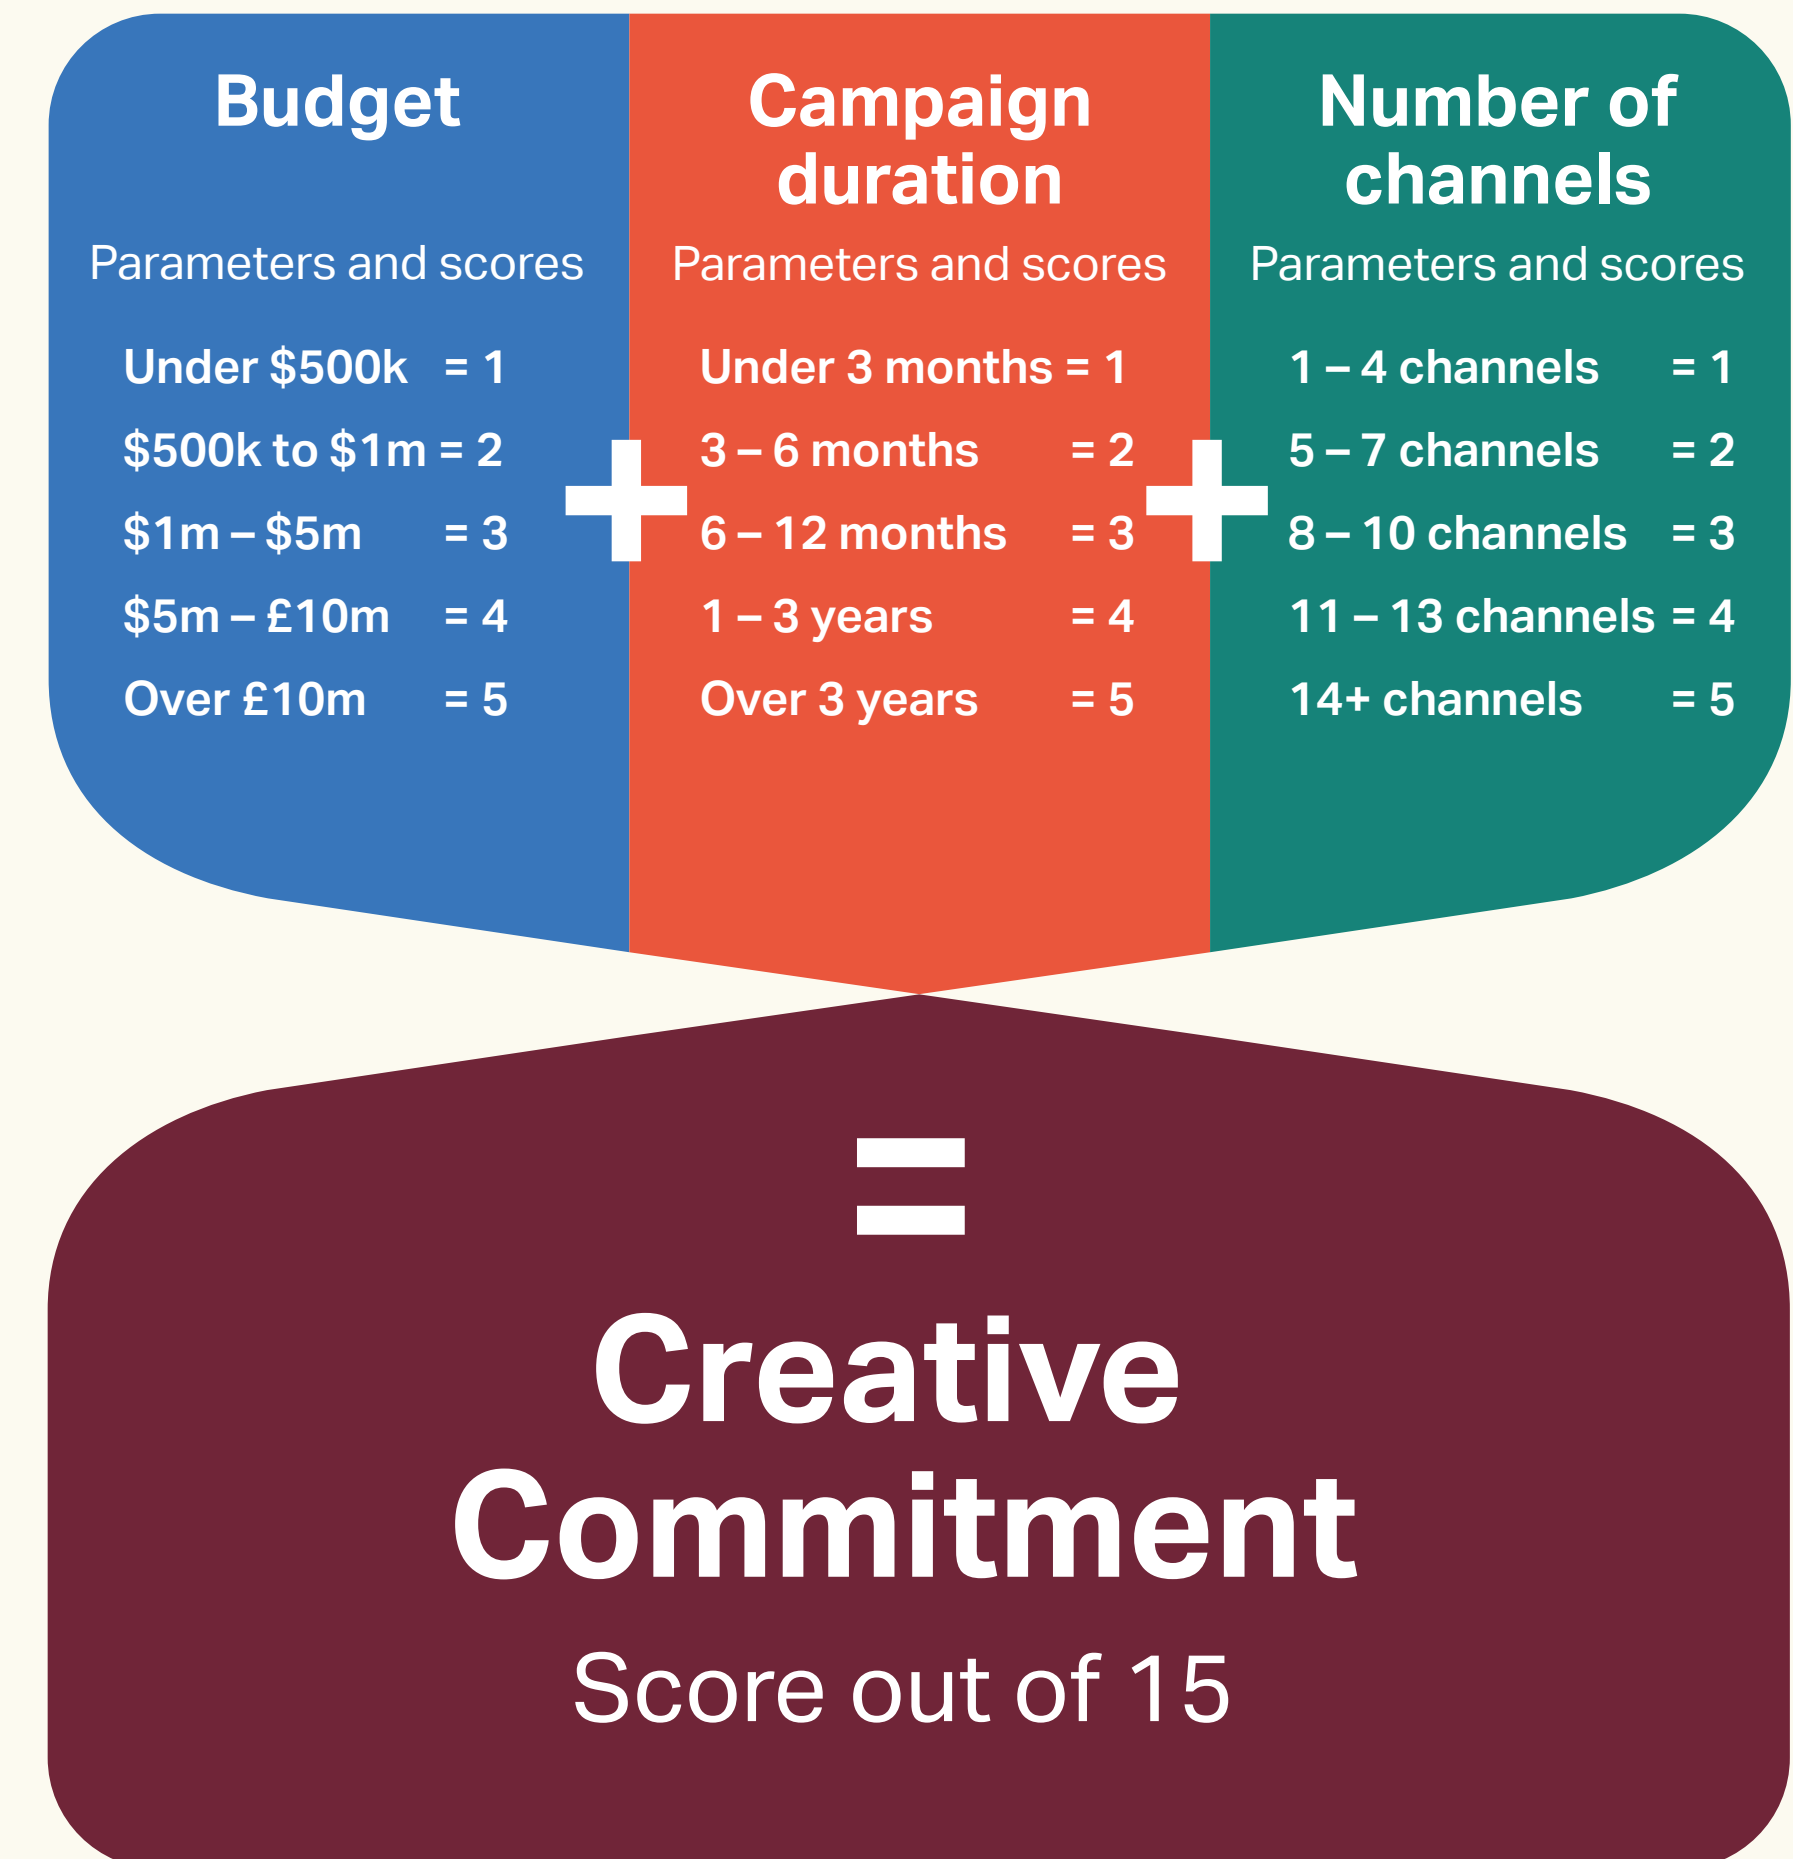 Budget
Parameters and scores
Under $500k = 1
$500k to $1m = 2
$1m – $5m = 3
$5m – £10m = 4
Over £10m = 5
+
Campaign
duration
Parameters and scores
Under 3 months = 1
3 – 6 months = 2
6 – 12 months = 3
1 – 3 years = 4
Over 3 years = 5
+
Number of
channels
Parameters and scores
1 – 4 channels = 1
5 – 7 channels = 2
8 – 10 channels = 3
11 – 13 channels = 4
14+ channels = 5
=
Creative
Commitment
Score out of 15